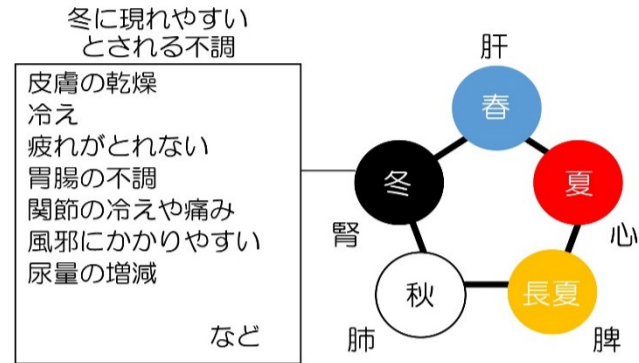 冬に現れやすい
とされる不調
皮膚の乾燥
冷え
疲れがとれない
胃腸の不調
関節の冷えや痛み
風邪にかかりやすい
尿量の増減
など
肝
春
冬
夏
腎
心
秋
長夏
肺
脾